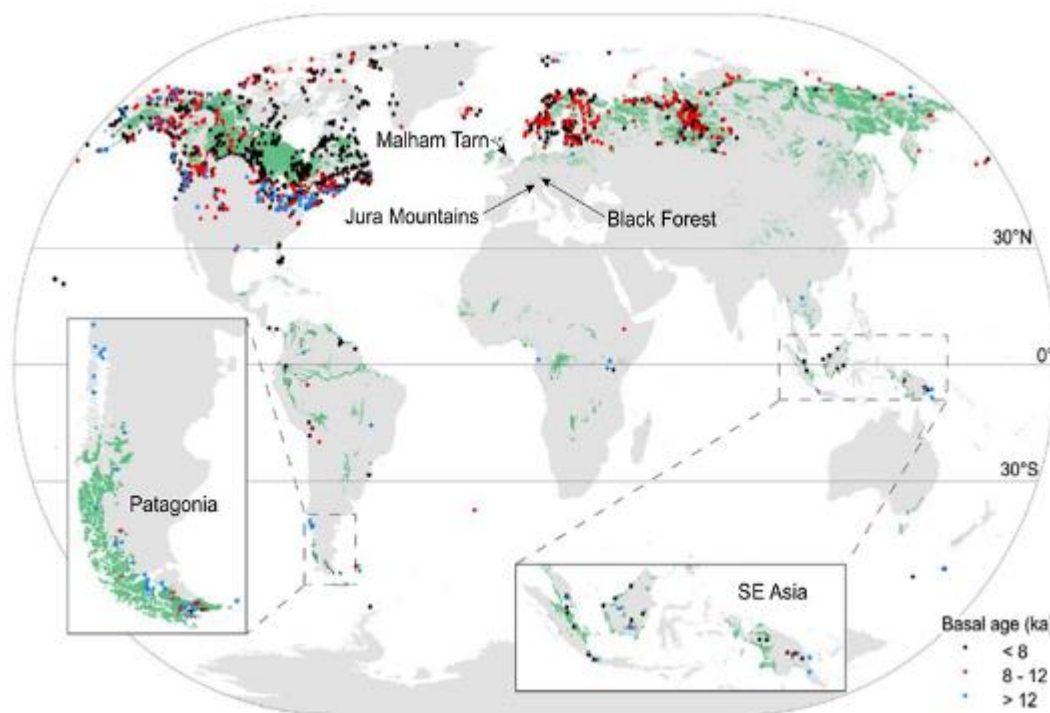 Malham Tarn
Jura Mountains
Black Forest
30°N
0°
Patagonia
30°S
SE Asia
Basal age (ka
< 8
8 - 12
> 12